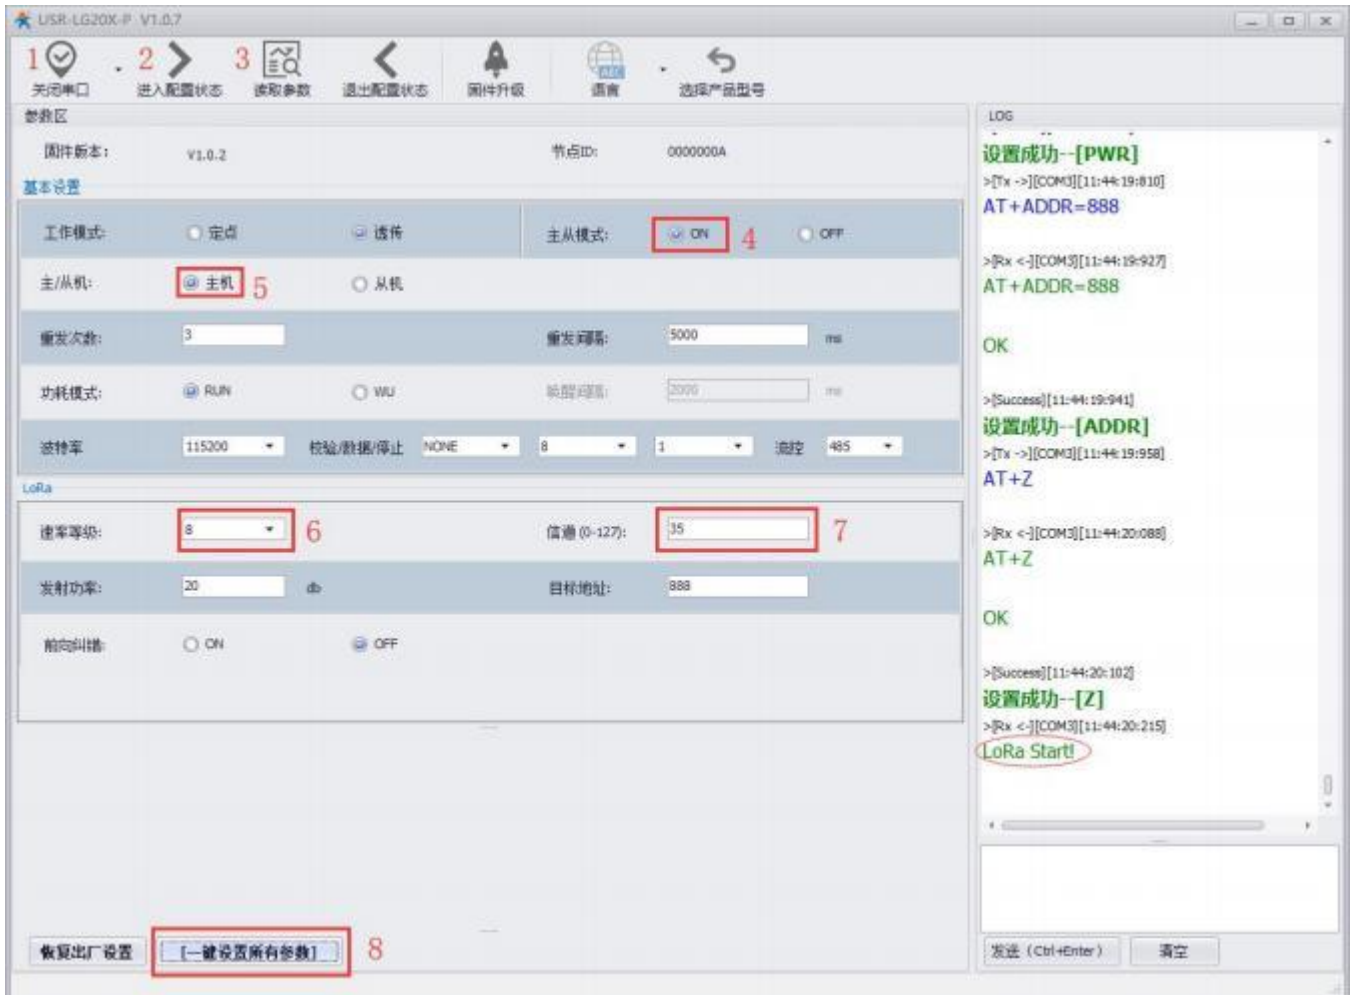 USR-LG20X-P V1.0.7
1 2 3
关闭串口 进入配置状态 读取参数 退出配置状态 固件升级 语言 选择产品型号
参数区
固件版本: V1.0.2 节点ID: 0000000A
基本设置
工作模式: 定点 透传 主从模式: ON 4 OFF
主/从机: 主机 5 从机
重发次数: 3 重发间隔: 5000 ms
功耗模式: RUN WU 唤醒间隔: 2000 ms
波特率 115200 校验/数据/停止 NONE 8 1 流控 485
LoRa
速率等级: 8 6 信道(0-127): 35 7
发射功率: 20 db 目标地址: 888
前向纠错: ON OFF
恢复出厂设置 [一键设置所有参数] 8
LOG
设置成功--[PWR]
>[Tx ->][COM3][11:44:19:810]
AT+ADDR=888
>[Rx <-][COM3][11:44:19:927]
AT+ADDR=888
OK
>[Success][11:44:19:941]
设置成功--[ADDR]
>[Tx ->][COM3][11:44:19:958]
AT+Z
>[Rx <-][COM3][11:44:20:088]
AT+Z
OK
>[Success][11:44:20:102]
设置成功--[Z]
>[Rx <-][COM3][11:44:20:215]
LoRa Start!
发送 (Ctrl+Enter) 清空